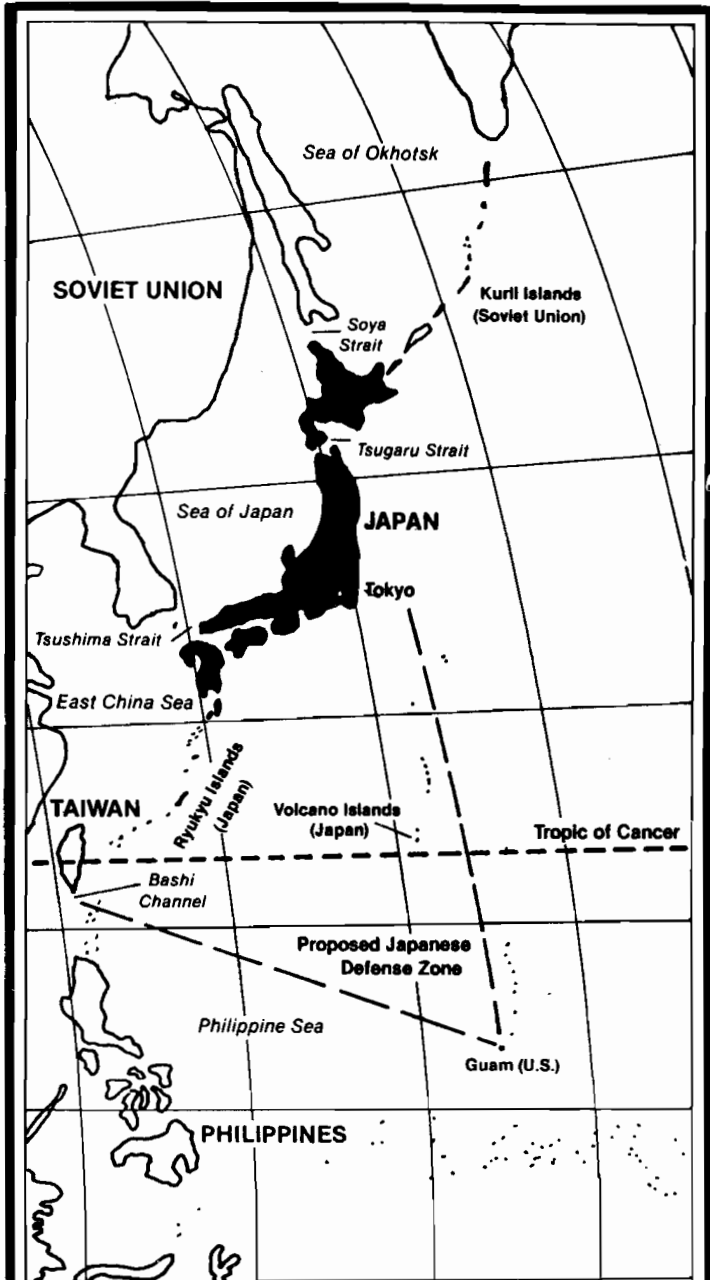 Sea of Okhotsk
SOVIET UNION
Kuril Islands
(Soviet Union)
Soya
Strait
Tsugaru Strait
Sea of Japan
JAPAN
Tokyo
Tsushima Strait
East China Sea
Ryukyu Islands
(Japan)
TAIWAN
Volcano Islands
(Japan)
Tropic of Cancer
Bashi
Channel
Proposed Japanese
Defense Zone
Philippine Sea
Guam (U.S.)
PHILIPPINES